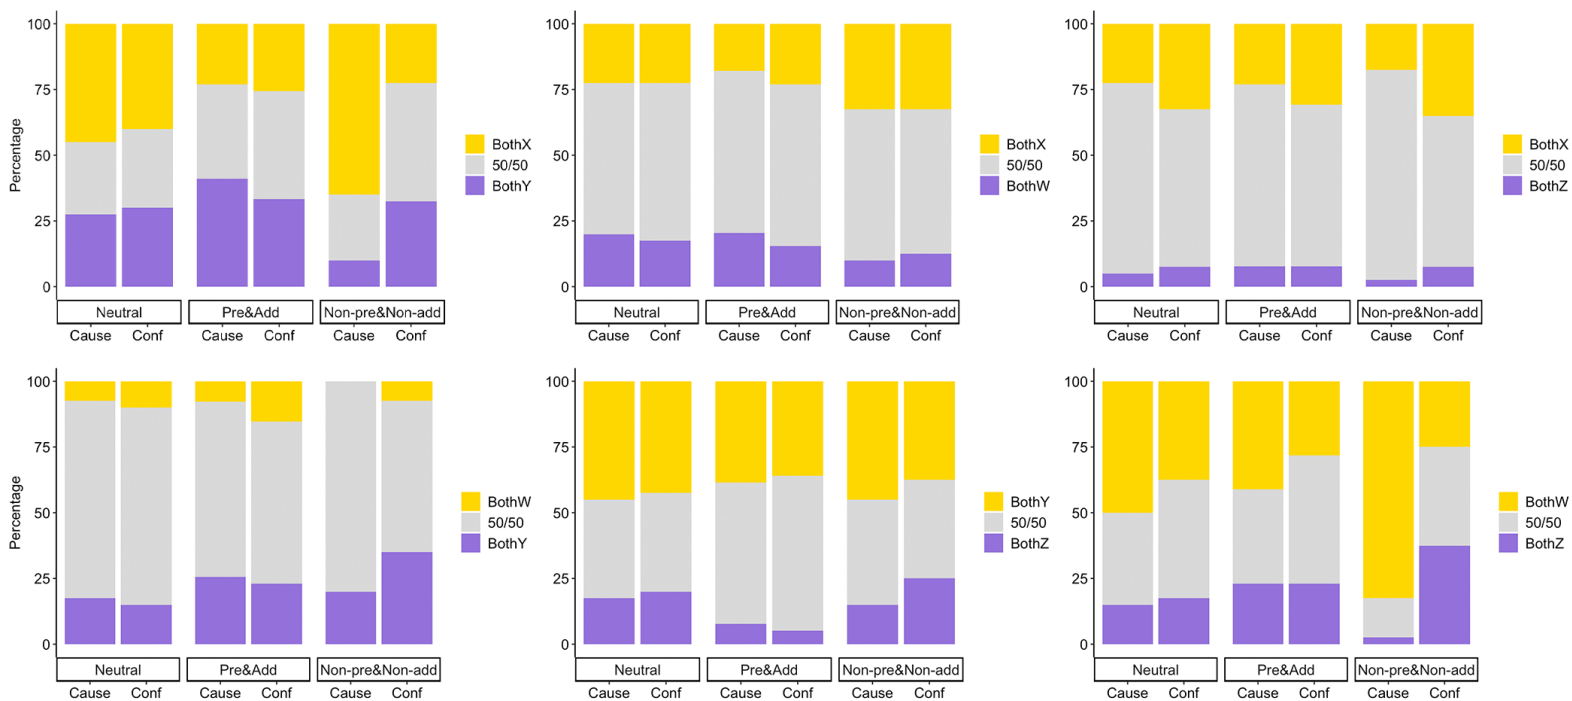 Percentage
100
75
50
25
0
BothX
50/50
BothY
Neutral Pre&Add Non-pre&Non-add
Cause Conf Cause Conf Cause Conf
100
75
50
25
0
BothX
50/50
BothW
Neutral Pre&Add Non-pre&Non-add
Cause Conf Cause Conf Cause Conf
100
75
50
25
0
BothX
50/50
BothZ
Neutral Pre&Add Non-pre&Non-add
Cause Conf Cause Conf Cause Conf
Percentage
100
75
50
25
0
BothW
50/50
BothY
Neutral Pre&Add Non-pre&Non-add
Cause Conf Cause Conf Cause Conf
100
75
50
25
0
BothY
50/50
BothZ
Neutral Pre&Add Non-pre&Non-add
Cause Conf Cause Conf Cause Conf
100
75
50
25
0
BothW
50/50
BothZ
Neutral Pre&Add Non-pre&Non-add
Cause Conf Cause Conf Cause Conf